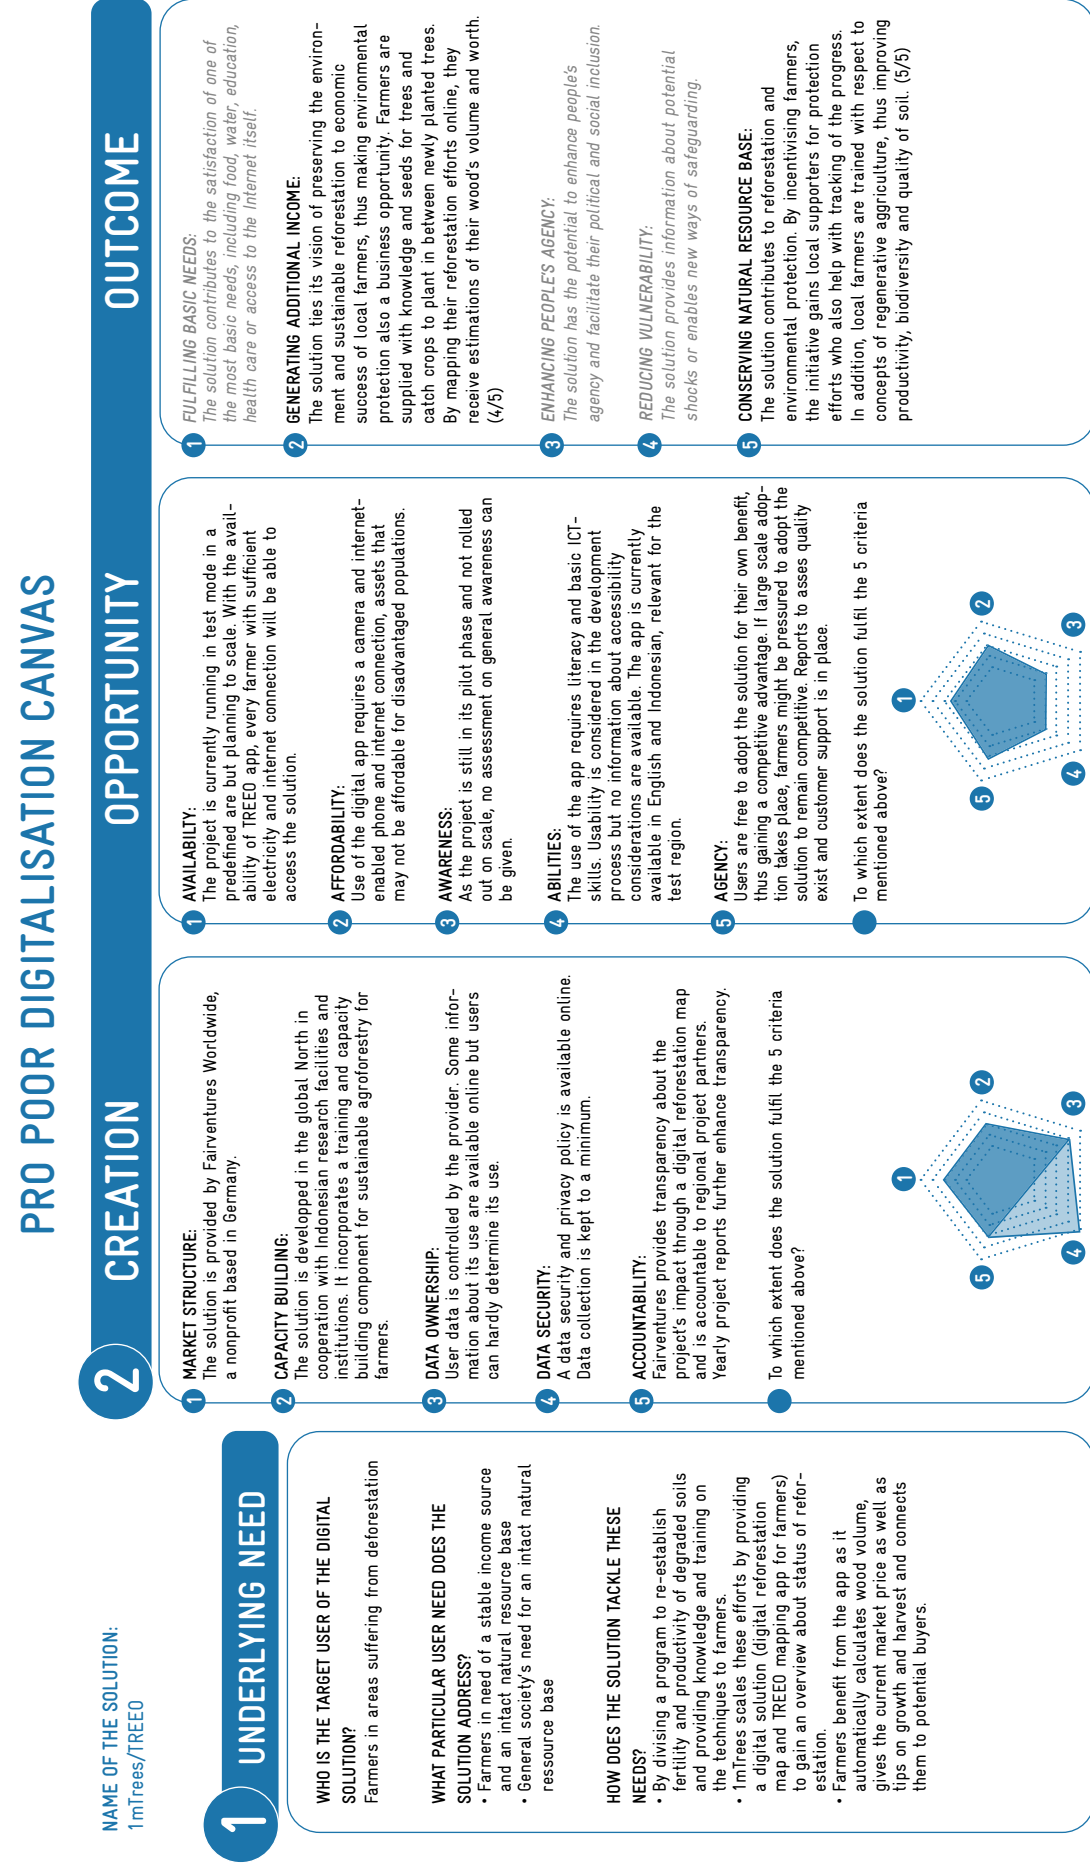 PRO POOR DIGITALISATION CANVAS
NAME OF THE SOLUTION:
1mTrees/TREEO
1
UNDERLYING NEED
WHO IS THE TARGET USER OF THE DIGITAL
SOLUTION?
Farmers in areas suffering from deforestation
WHAT PARTICULAR USER NEED DOES THE
SOLUTION ADDRESS?
• Farmers in need of a stable income source
and an intact natural resource base
• General society's need for an intact natural
ressource base
HOW DOES THE SOLUTION TACKLE THESE
NEEDS?
• By divising a program to re-establish
fertility and productivity of degraded soils
and providing knowledge and training on
the techniques to farmers.
• 1mTrees scales these efforts by providing
a digital solution (digital reforestation
map and TREEO mapping app for farmers)
to gain an overview about status of refor-
estation.
• Farmers benefit from the app as it
automatically calculates wood volume,
gives the current market price as well as
tips on growth and harvest and connects
them to potential buyers.
2
CREATION
1
MARKET STRUCTURE:
The solution is provided by Fairventures Worldwide,
a nonprofit based in Germany.
2
CAPACITY BUILDING:
The solution is developped in the global North in
cooperation with Indonesian research facilities and
institutions. It incorporates a training and capacity
building component for sustainable agroforestry for
farmers.
3
DATA OWNERSHIP:
User data is controlled by the provider. Some infor-
mation about its use are available online but users
can hardly determine its use.
4
DATA SECURITY:
A data security and privacy policy is available online.
Data collection is kept to a minimum.
5
ACCOUNTABILITY:
Fairventures provides transparency about the
project's impact through a digital reforestation map
and is accountable to regional project partners.
Yearly project reports further enhance transparency.
To which extent does the solution fulfil the 5 criteria
mentioned above?
1
2
3
4
5
OPPORTUNITY
1
AVAILABILTY:
The project is currently running in test mode in a
predefined are but planning to scale. With the avail-
ability of TREEO app, every farmer with sufficient
electricity and internet connection will be able to
access the solution.
2
AFFORDABILITY:
Use of the digital app requires a camera and internet-
enabled phone and internet connection, assets that
may not be affordable for disadvantaged populations.
3
AWARENESS:
As the project is still in its pilot phase and not rolled
out on scale, no assessment on general awareness can
be given.
4
ABILITIES:
The use of the app requires literacy and basic ICT-
skills. Usability is considered in the development
process but no information about accessibility
considerations are available. The app is currently
available in English and Indonesian, relevant for the
test region.
5
AGENCY:
Users are free to adopt the solution for their own benefit,
thus gaining a competitive advantage. If large scale adop-
tion takes place, farmers might be pressured to adopt the
solution to remain competitive. Reports to asses quality
exist and customer support is in place.
To which extent does the solution fulfil the 5 criteria
mentioned above?
1
2
3
4
5
OUTCOME
1
FULFILLING BASIC NEEDS:
The solution contributes to the satisfaction of one of
the most basic needs, including food, water, education,
health care or access to the Internet itself.
2
GENERATING ADDITIONAL INCOME:
The solution ties its vision of preserving the environ-
ment and sustainable reforestation to economic
success of local farmers, thus making environmental
protection also a business opportunity. Farmers are
supplied with knowledge and seeds for trees and
catch crops to plant in between newly planted trees.
By mapping their reforestation efforts online, they
receive estimations of their wood's volume and worth.
(4/5)
3
ENHANCING PEOPLE'S AGENCY:
The solution has the potential to enhance people's
agency and facilitate their political and social inclusion.
4
REDUCING VULNERABILITY:
The solution provides information about potential
shocks or enables new ways of safeguarding.
5
CONSERVING NATURAL RESOURCE BASE:
The solution contributes to reforestation and
environmental protection. By incentivising farmers,
the initiative gains local supporters for protection
efforts who also help with tracking of the progress.
In addition, local farmers are trained with respect to
concepts of regenerative aggriculture, thus improving
productivity, biodiversity and quality of soil. (5/5)